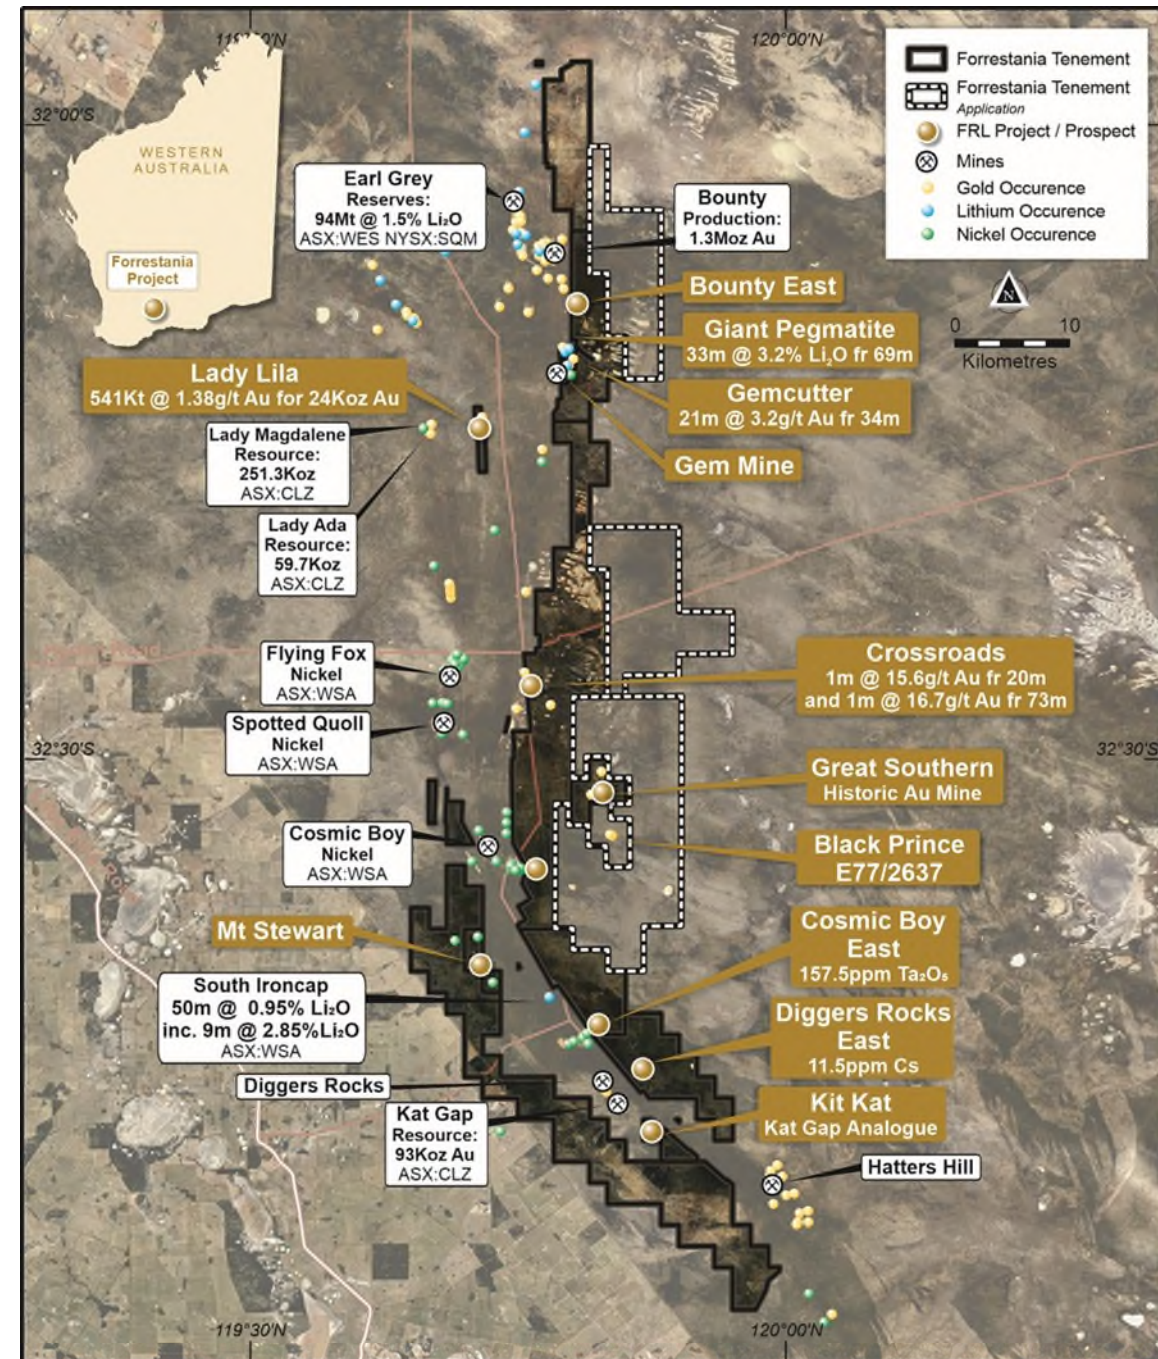 119°30'N
120°00'N
32°00'S
WESTERN
AUSTRALIA
Forrestania
Project
Forrestania Tenement
Forrestania Tenement
Application
FRL Project / Prospect
Mines
Gold Occurence
Lithium Occurence
Nickel Occurence
N
0 10
Kilometres
Earl Grey
Reserves:
94Mt @ 1.5% Li₂O
ASX:WES NYSX:SQM
Bounty
Production:
1.3Moz Au
Bounty East
Giant Pegmatite
33m @ 3.2% Li₂O fr 69m
Lady Lila
541Kt @ 1.38g/t Au for 24Koz Au
Gemcutter
21m @ 3.2g/t Au fr 34m
Lady Magdalene
Resource:
251.3Koz
ASX:CLZ
Gem Mine
Lady Ada
Resource:
59.7Koz
ASX:CLZ
Flying Fox
Nickel
ASX:WSA
Crossroads
1m @ 15.6g/t Au fr 20m
and 1m @ 16.7g/t Au fr 73m
Spotted Quoll
Nickel
ASX:WSA
32°30'S
32°30'S
Great Southern
Historic Au Mine
Cosmic Boy
Nickel
ASX:WSA
Black Prince
E77/2637
Mt Stewart
Cosmic Boy
East
157.5ppm Ta₂O₅
South Ironcap
50m @ 0.95% Li₂O
inc. 9m @ 2.85%Li₂O
ASX:WSA
Diggers Rocks
East
11.5ppm Cs
Diggers Rocks
Kat Gap
Resource:
93Koz Au
ASX:CLZ
Kit Kat
Kat Gap Analogue
Hatters Hill
119°30'N
120°00'N